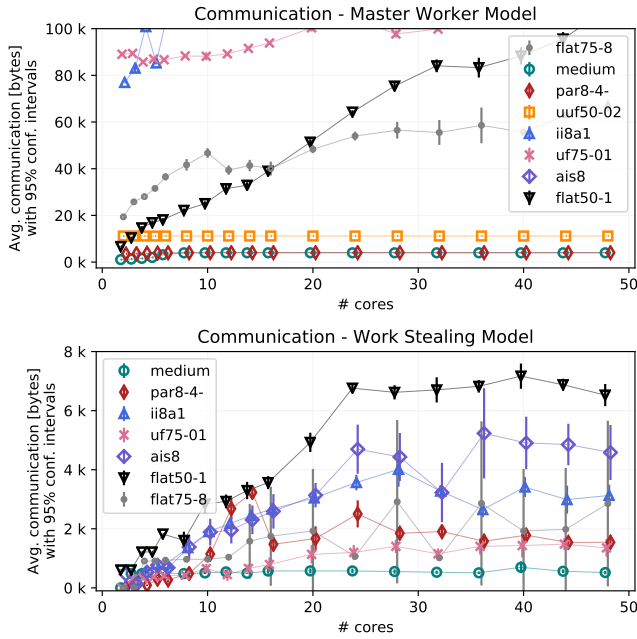 Communication - Master Worker Model
Avg. communication [bytes]
with 95% conf. intervals
100 k
80 k
60 k
40 k
20 k
0 k
flat75-8
medium
par8-4-
uuf50-02
ii8a1
uf75-01
ais8
flat50-1
0 10 20 30 40 50
# cores
Communication - Work Stealing Model
Avg. communication [bytes]
with 95% conf. intervals
8 k
6 k
4 k
2 k
0 k
medium
par8-4-
ii8a1
uf75-01
ais8
flat50-1
flat75-8
0 10 20 30 40 50
# cores